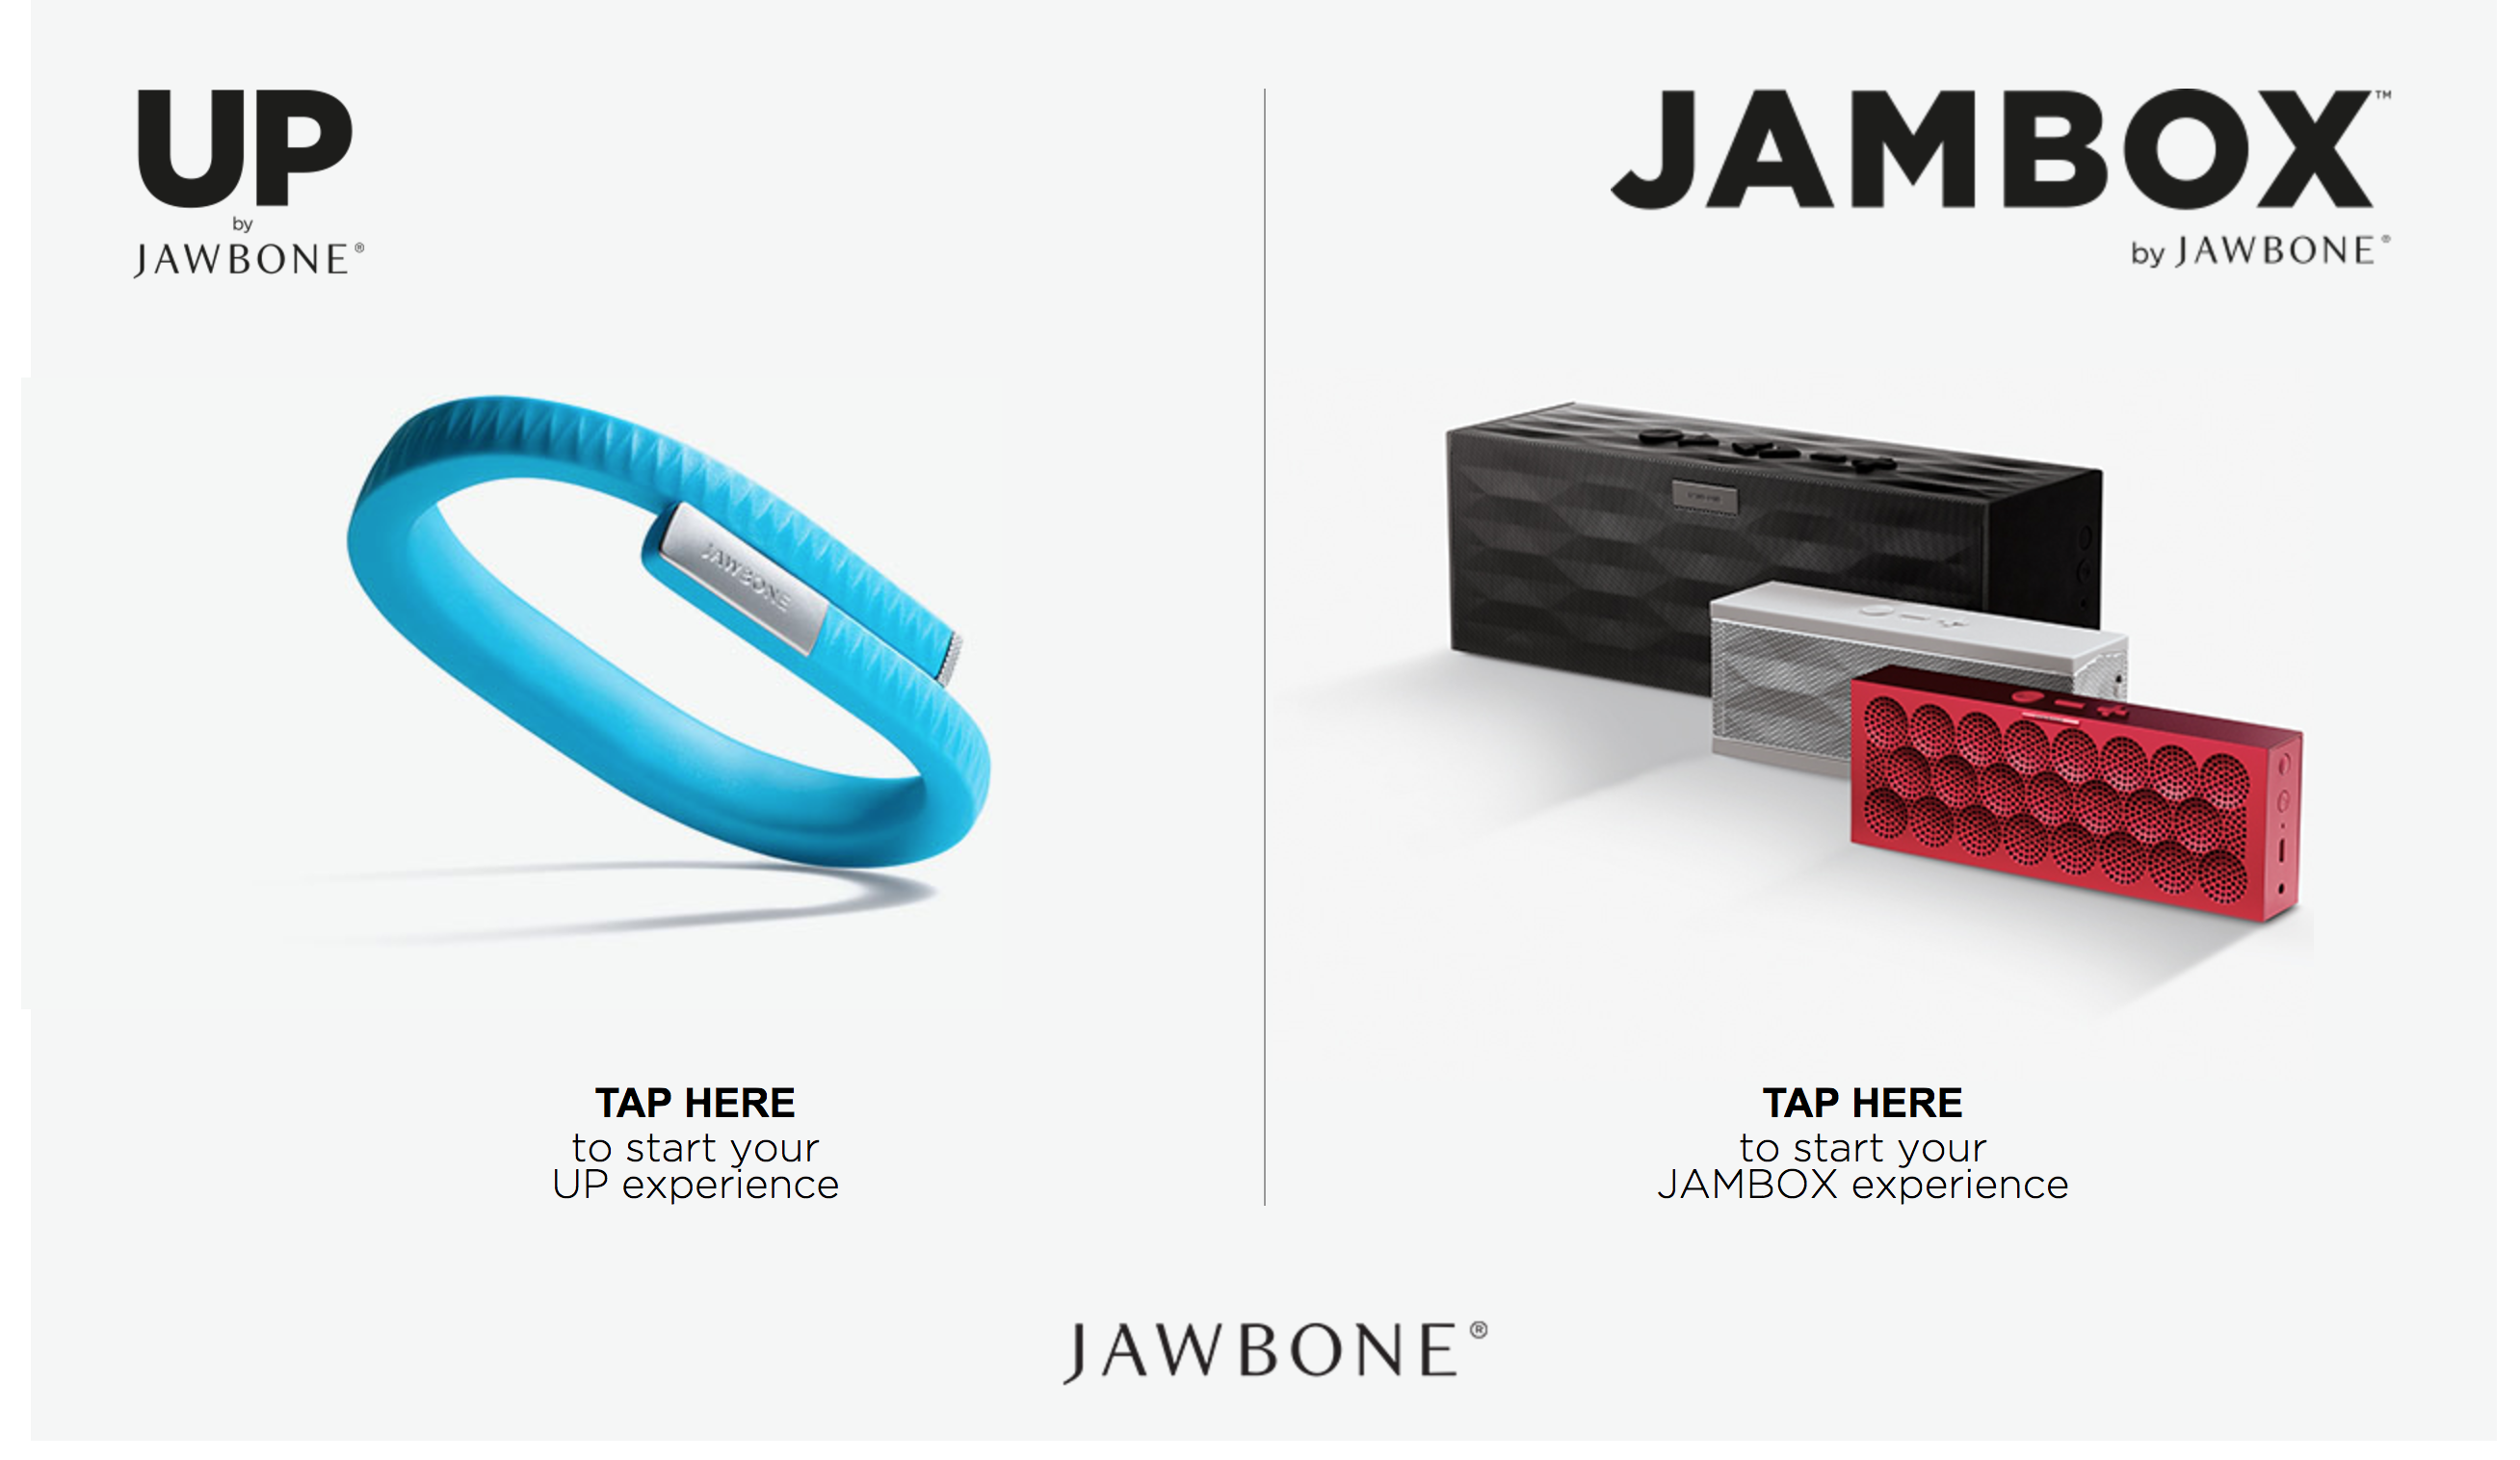 UP
by
JAWBONE®
JAMBOX™
by JAWBONE®
JAWBONE
TAP HERE
to start your
UP experience
TAP HERE
to start your
JAMBOX experience
JAWBONE®